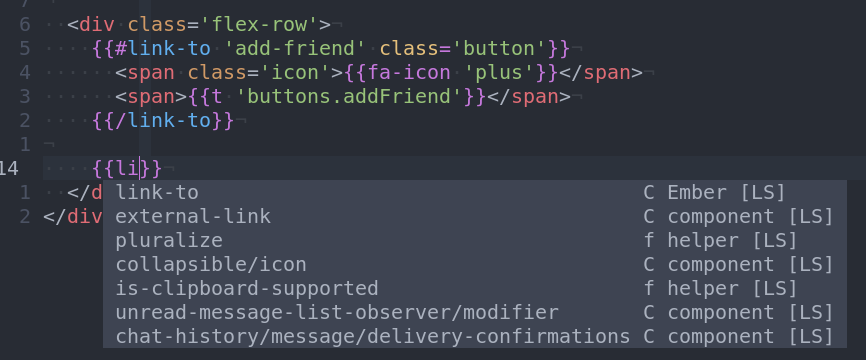 7
6 <div class='flex-row'>¬
5 {{#link-to 'add-friend' class='button'}}¬
4 <span class='icon'>{{fa-icon 'plus'}}</span>¬
3 <span>{{t 'buttons.addFriend'}}</span>¬
2 {{/link-to}}¬
1 ¬
14 {{li}}¬
1 </d
link-to C Ember [LS]
2 </div
external-link C component [LS]
pluralize f helper [LS]
collapsible/icon C component [LS]
is-clipboard-supported f helper [LS]
unread-message-list-observer/modifier C component [LS]
chat-history/message/delivery-confirmations C component [LS]